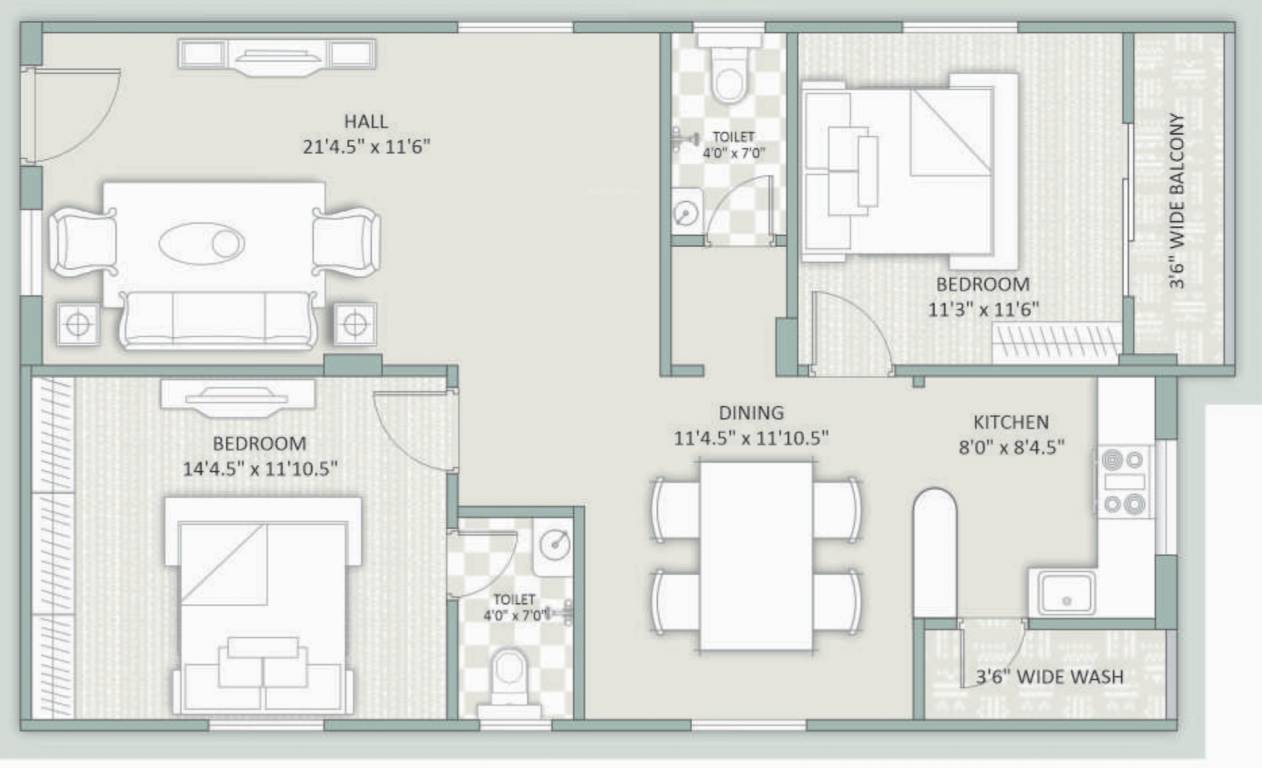 HALL
21'4.5" x 11'6"
TOILET
4'0" x 7'0"
3'6" WIDE BALCONY
BEDROOM
11'3" x 11'6"
DINING
11'4.5" x 11'10.5"
KITCHEN
8'0" x 8'4.5"
BEDROOM
14'4.5" x 11'10.5"
TOILET
4'0" x 7'0"
3'6" WIDE WASH